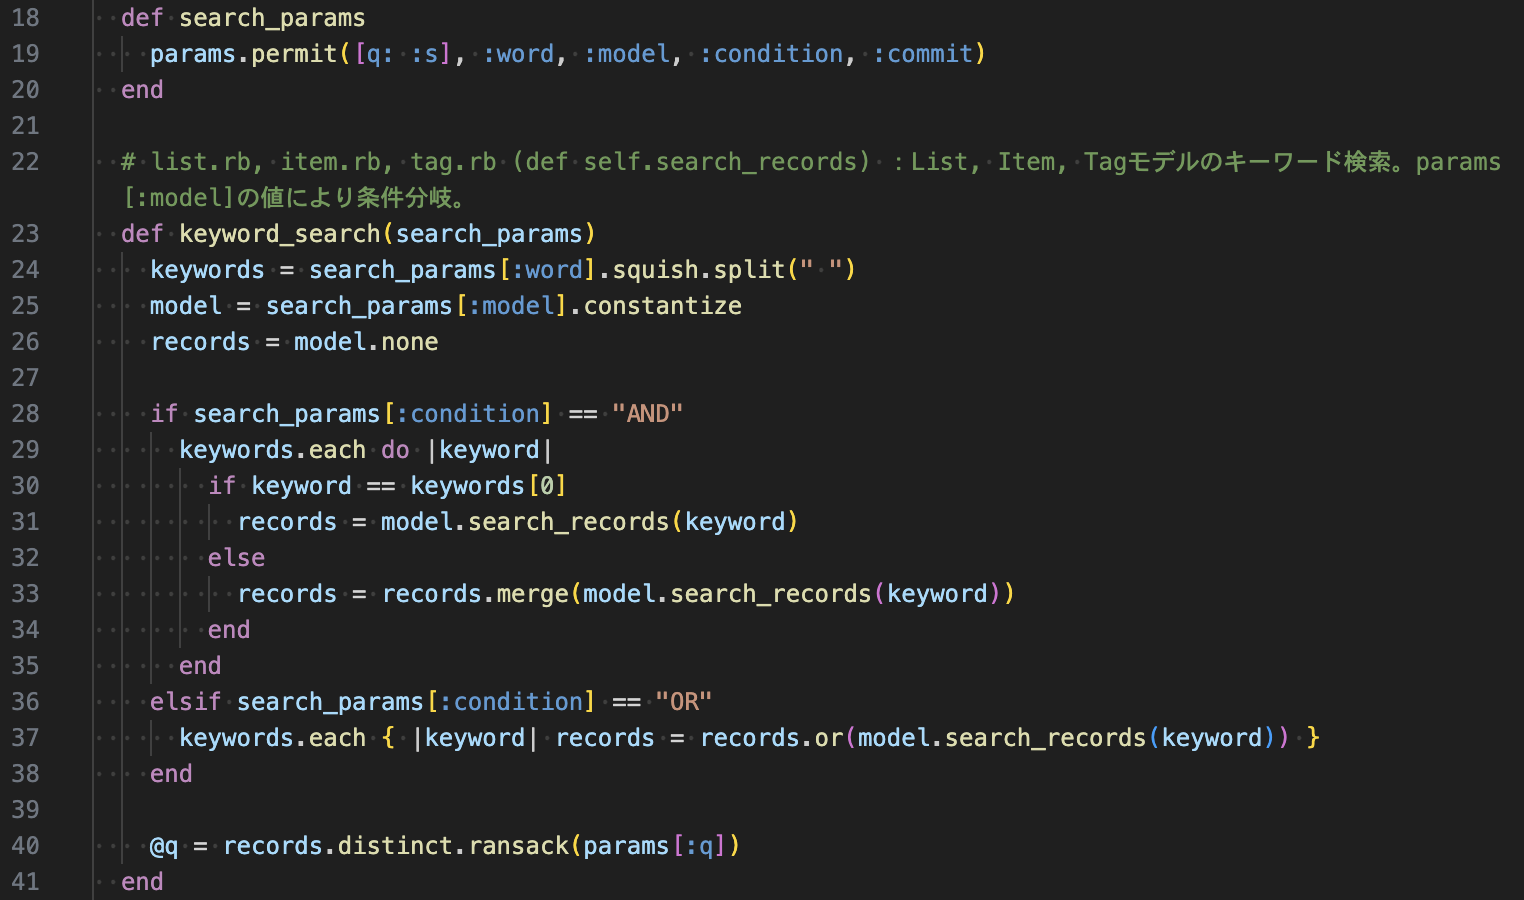 18 def search_params
19 params.permit([q: :s], :word, :model, :condition, :commit)
20 end
21
22 # list.rb, item.rb, tag.rb (def self.search_records) ：List, Item, Tagモデルのキーワード検索。params
[:model]の値により条件分岐。
23 def keyword_search(search_params)
24 keywords = search_params[:word].squish.split(" ")
25 model = search_params[:model].constantize
26 records = model.none
27
28 if search_params[:condition] == "AND"
29 keywords.each do |keyword|
30 if keyword == keywords[0]
31 records = model.search_records(keyword)
32 else
33 records = records.merge(model.search_records(keyword))
34 end
35 end
36 elsif search_params[:condition] == "OR"
37 keywords.each { |keyword| records = records.or(model.search_records(keyword)) }
38 end
39
40 @q = records.distinct.ransack(params[:q])
41 end